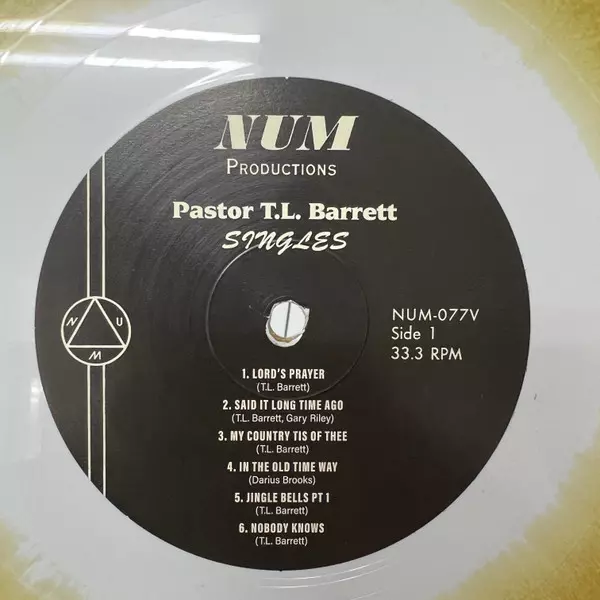 NUM
PRODUCTIONS
Pastor T.L. Barrett
SINGLES
N U
M
NUM-077V
Side 1
33.3 RPM
1. LORD'S PRAYER
(T.L. Barrett)
2. SAID IT LONG TIME AGO
(T.L. Barrett, Gary Riley)
3. MY COUNTRY TIS OF THEE
(T.L. Barrett)
4. IN THE OLD TIME WAY
(Darius Brooks)
5. JINGLE BELLS PT 1
(T.L. Barrett)
6. NOBODY KNOWS
(T.L. Barrett)